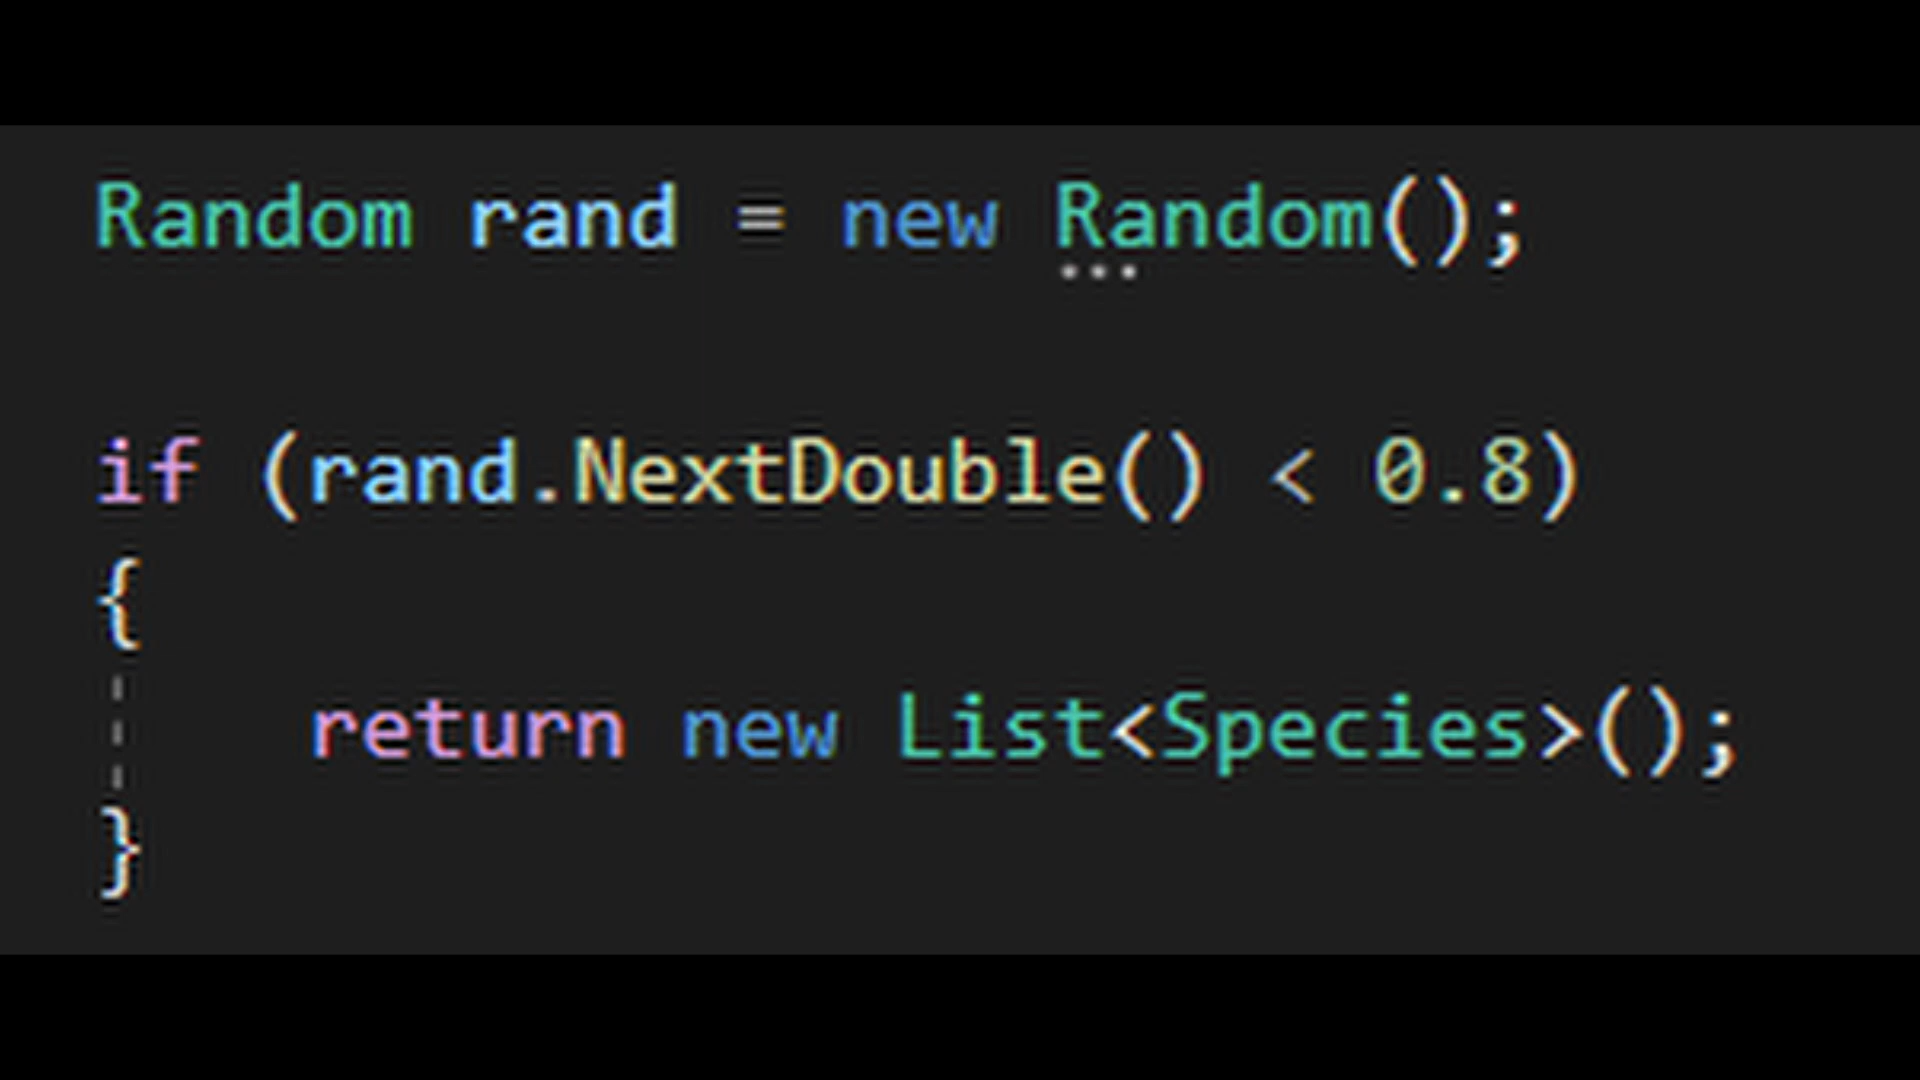 Random rand = new Random();
if (rand.NextDouble() < 0.8)
{
return new List<Species>();
}